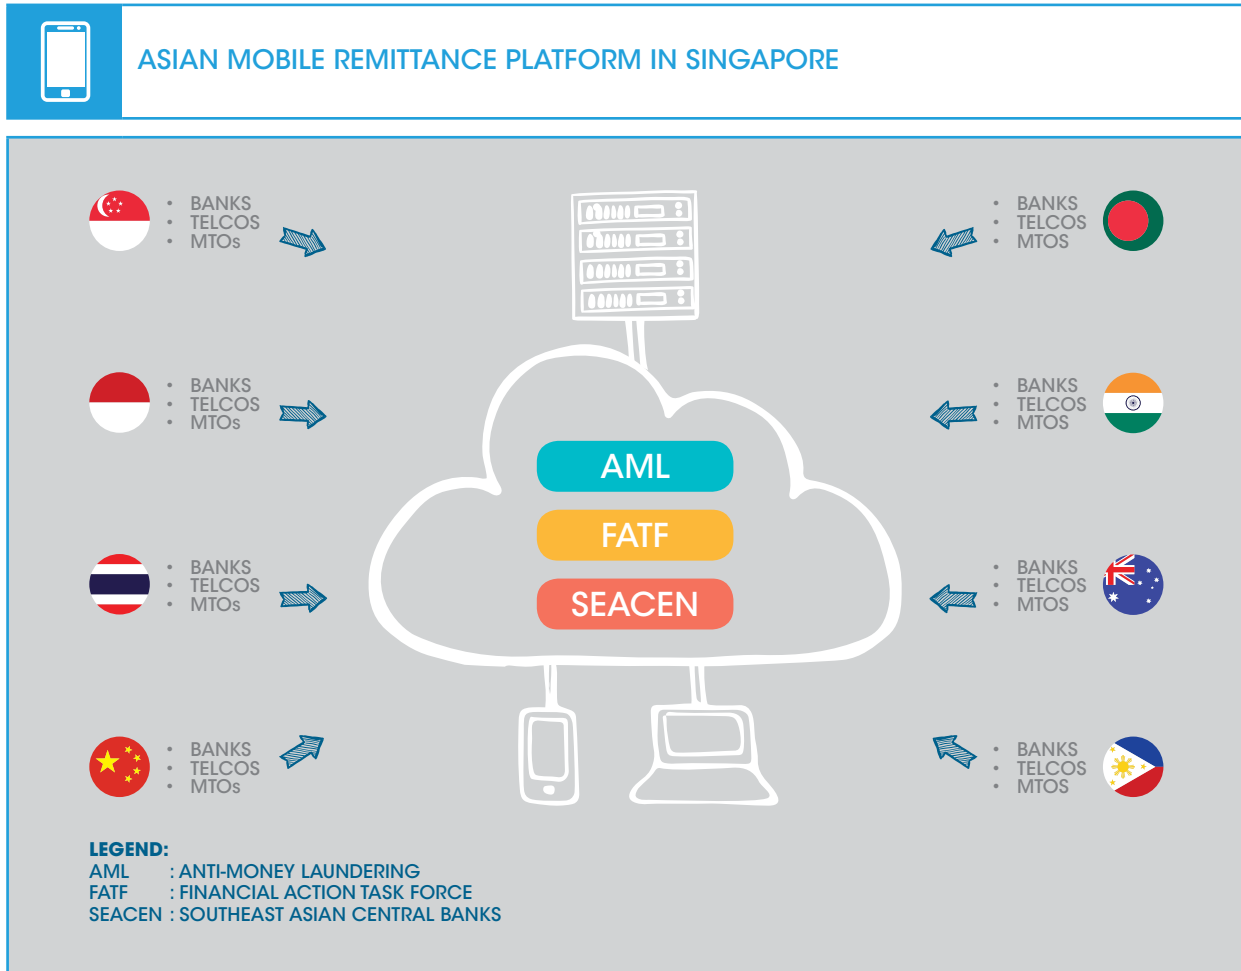 ASIAN MOBILE REMITTANCE PLATFORM IN SINGAPORE
• BANKS
• TELCOS
• MTOs
• BANKS
• TELCOS
• MTOs
• BANKS
• TELCOS
• MTOs
• BANKS
• TELCOS
• MTOs
AML
FATF
SEACEN
• BANKS
• TELCOS
• MTOS
• BANKS
• TELCOS
• MTOS
• BANKS
• TELCOS
• MTOS
• BANKS
• TELCOS
• MTOS
LEGEND:
AML : ANTI-MONEY LAUNDERING
FATF : FINANCIAL ACTION TASK FORCE
SEACEN : SOUTHEAST ASIAN CENTRAL BANKS